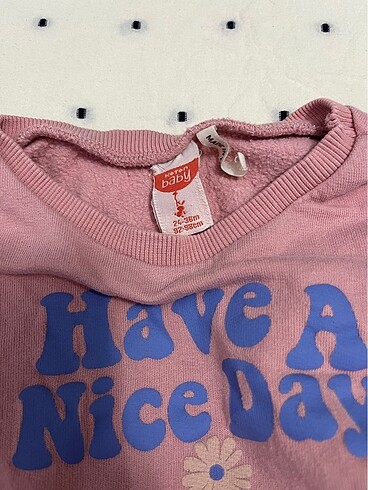 KOTON
baby
24-36m
92-98cm
Have A
Nice Day